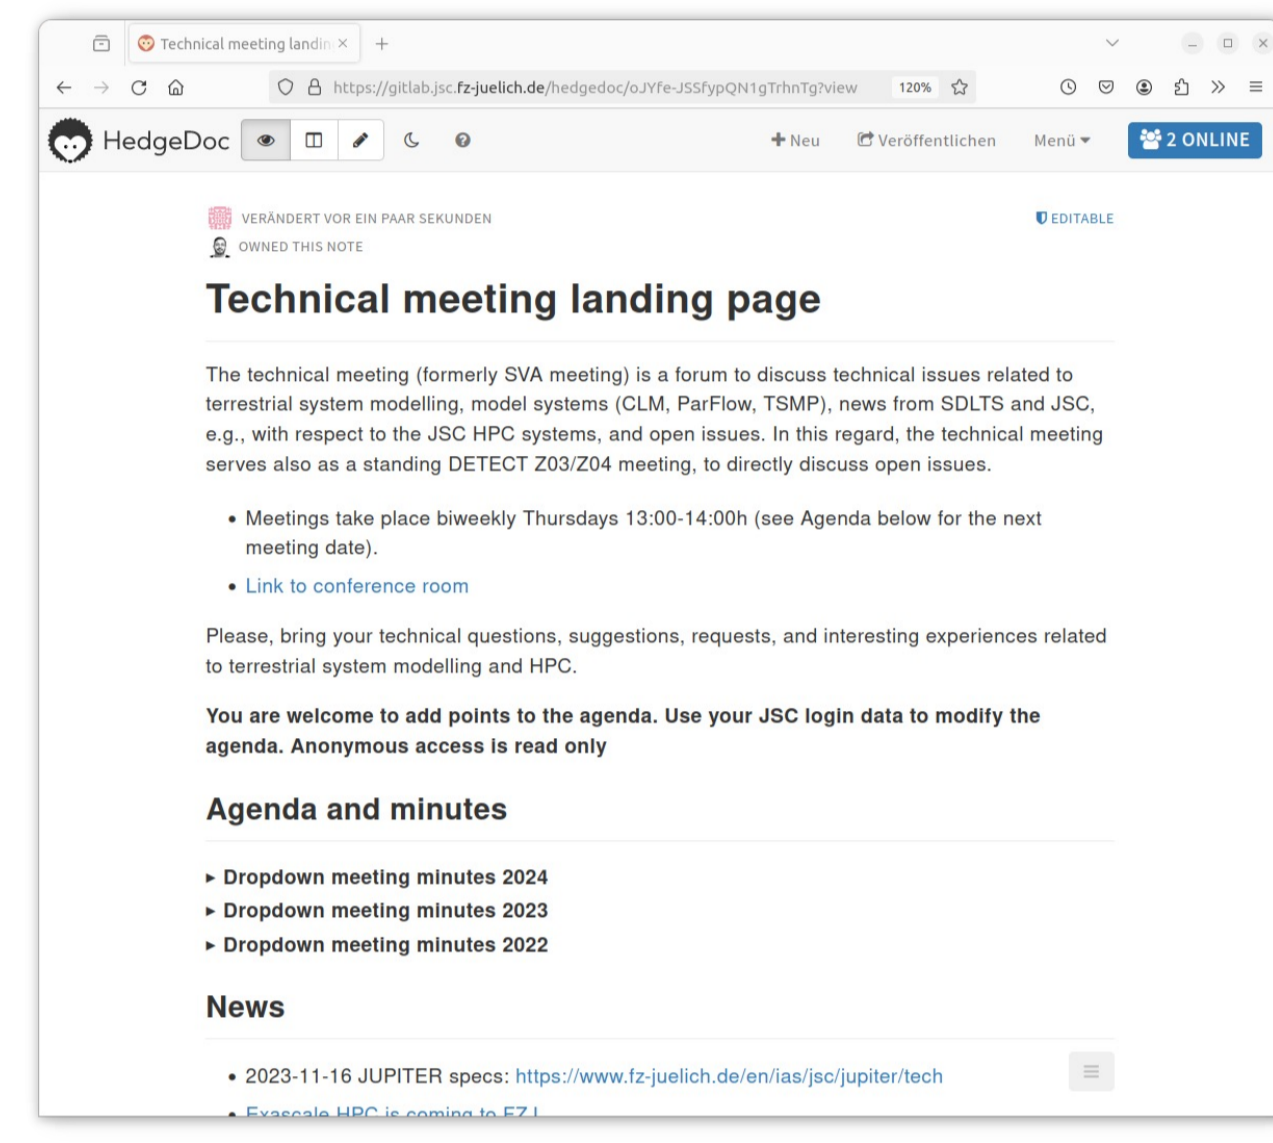 Technical meeting landin
https://gitlab.jsc.fz-juelich.de/hedgedoc/oJYfe-JSSfypQN1gTrhnTg?view 120%
HedgeDoc Neu Veröffentlichen Menü 2 ONLINE
VERÄNDERT VOR EIN PAAR SEKUNDEN EDITABLE
OWNED THIS NOTE
Technical meeting landing page
The technical meeting (formerly SVA meeting) is a forum to discuss technical issues related to
terrestrial system modelling, model systems (CLM, ParFlow, TSMP), news from SDLTS and JSC,
e.g., with respect to the JSC HPC systems, and open issues. In this regard, the technical meeting
serves also as a standing DETECT Z03/Z04 meeting, to directly discuss open issues.
• Meetings take place biweekly Thursdays 13:00-14:00h (see Agenda below for the next
meeting date).
• Link to conference room
Please, bring your technical questions, suggestions, requests, and interesting experiences related
to terrestrial system modelling and HPC.
You are welcome to add points to the agenda. Use your JSC login data to modify the
agenda. Anonymous access is read only
Agenda and minutes
▸ Dropdown meeting minutes 2024
▸ Dropdown meeting minutes 2023
▸ Dropdown meeting minutes 2022
News
• 2023-11-16 JUPITER specs: https://www.fz-juelich.de/en/ias/jsc/jupiter/tech
• Exascale HPC is coming to FZJ